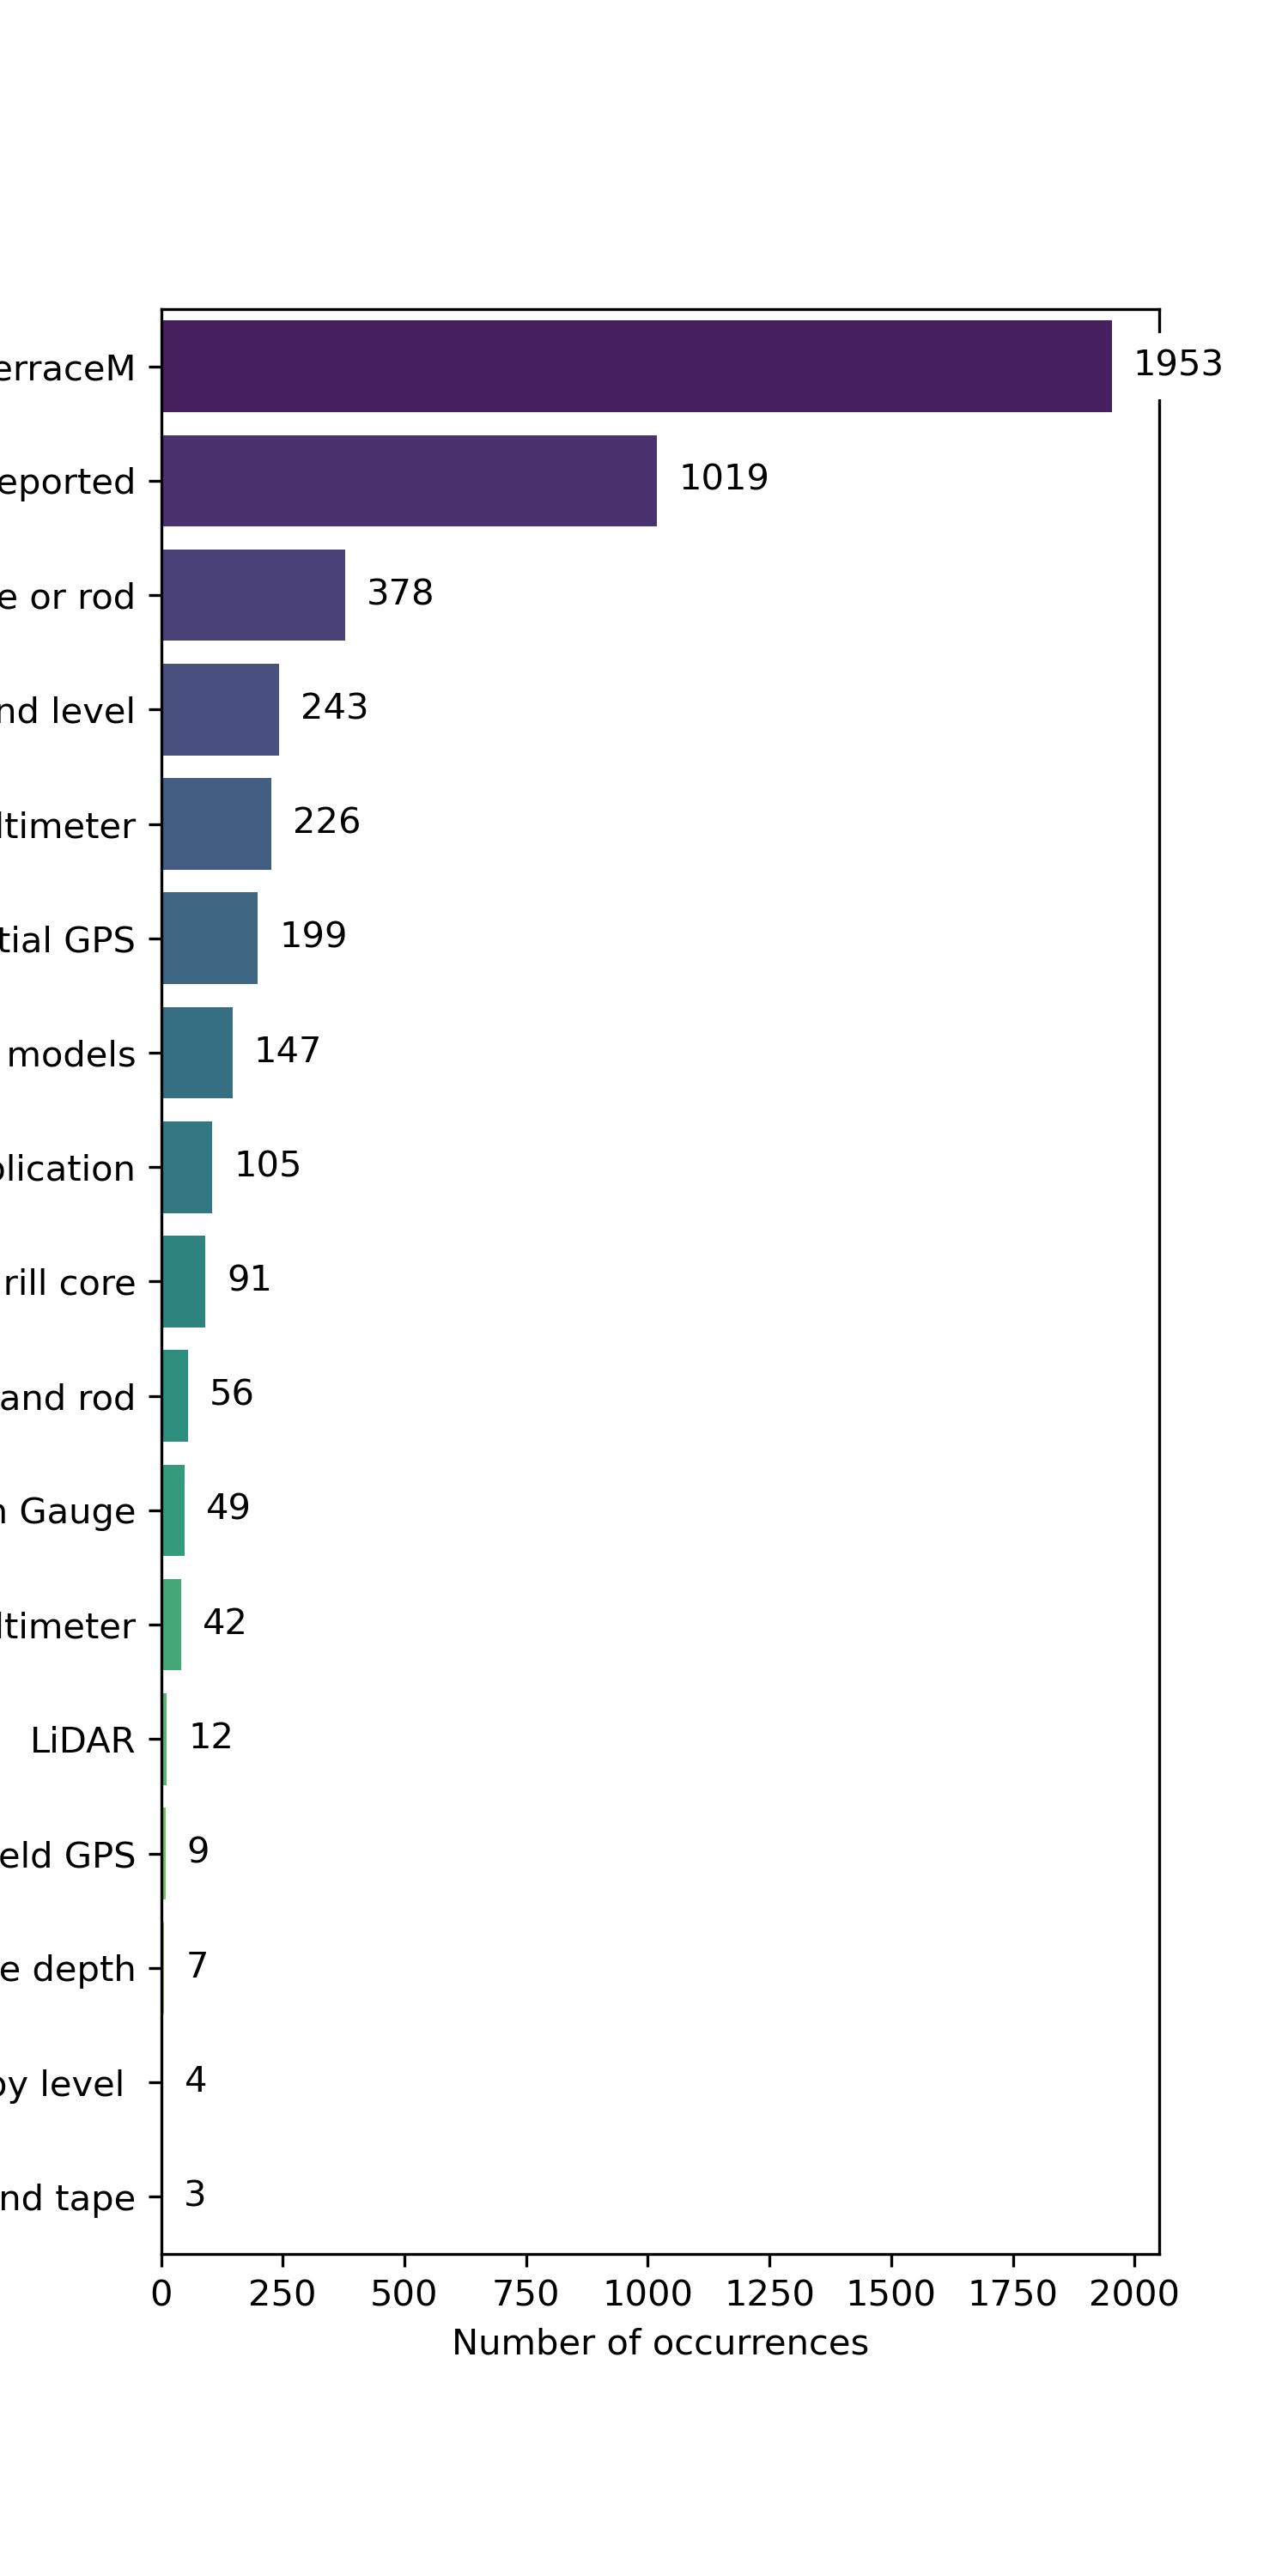 erraceM 1953
eported 1019
e or rod 378
nd level 243
ltimeter 226
tial GPS 199
models 147
lication 105
rill core 91
and rod 56
Gauge 49
ltimeter 42
LiDAR 12
eld GPS 9
e depth 7
by level 4
nd tape 3
0 250 500 750 1000 1250 1500 1750 2000
Number of occurrences